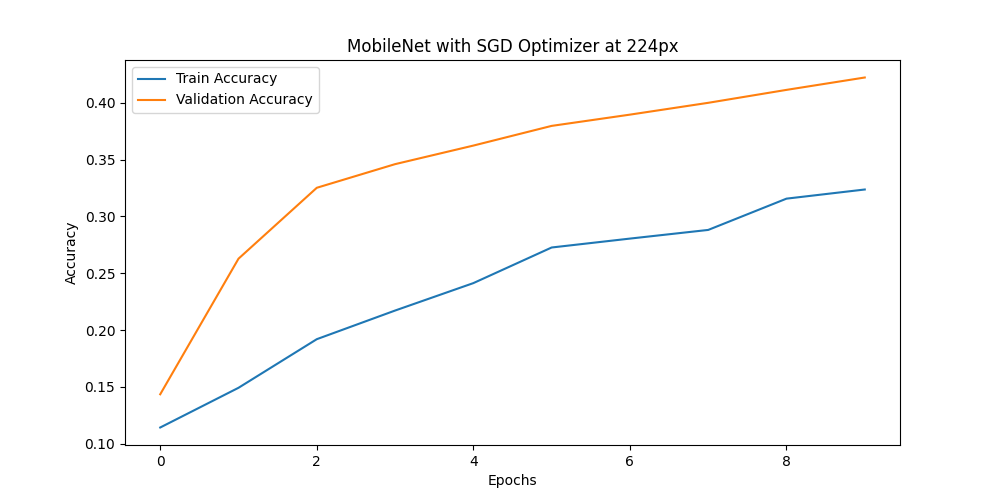 MobileNet with SGD Optimizer at 224px
Train Accuracy
Validation Accuracy
Accuracy
0.40
0.35
0.30
0.25
0.20
0.15
0.10
0 2 4 6 8
Epochs